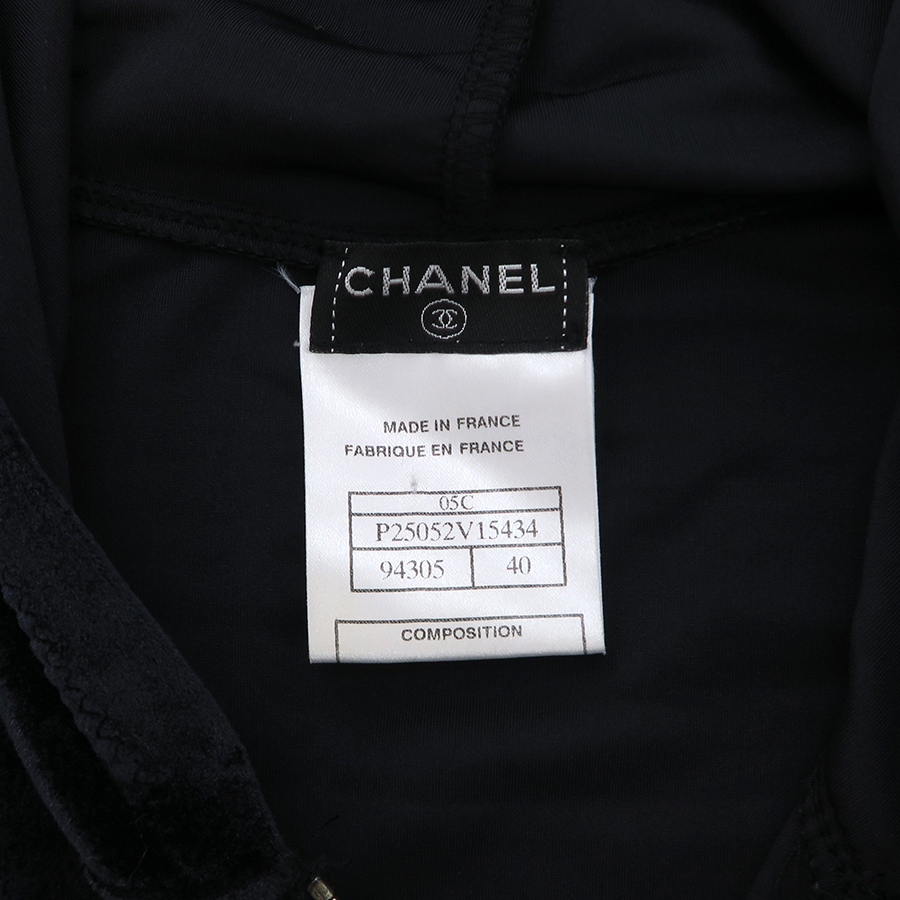 CHANEL
MADE IN FRANCE
FABRIQUE EN FRANCE
05C
P25052V15434
94305 40
COMPOSITION